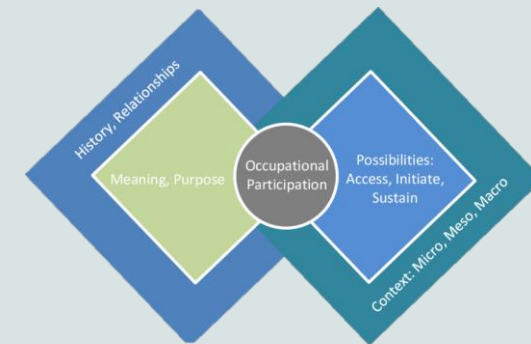 History, Relationships
Meaning, Purpose
Occupational
Participation
Possibilities:
Access, Initiate,
Sustain
Context: Micro, Meso, Macro